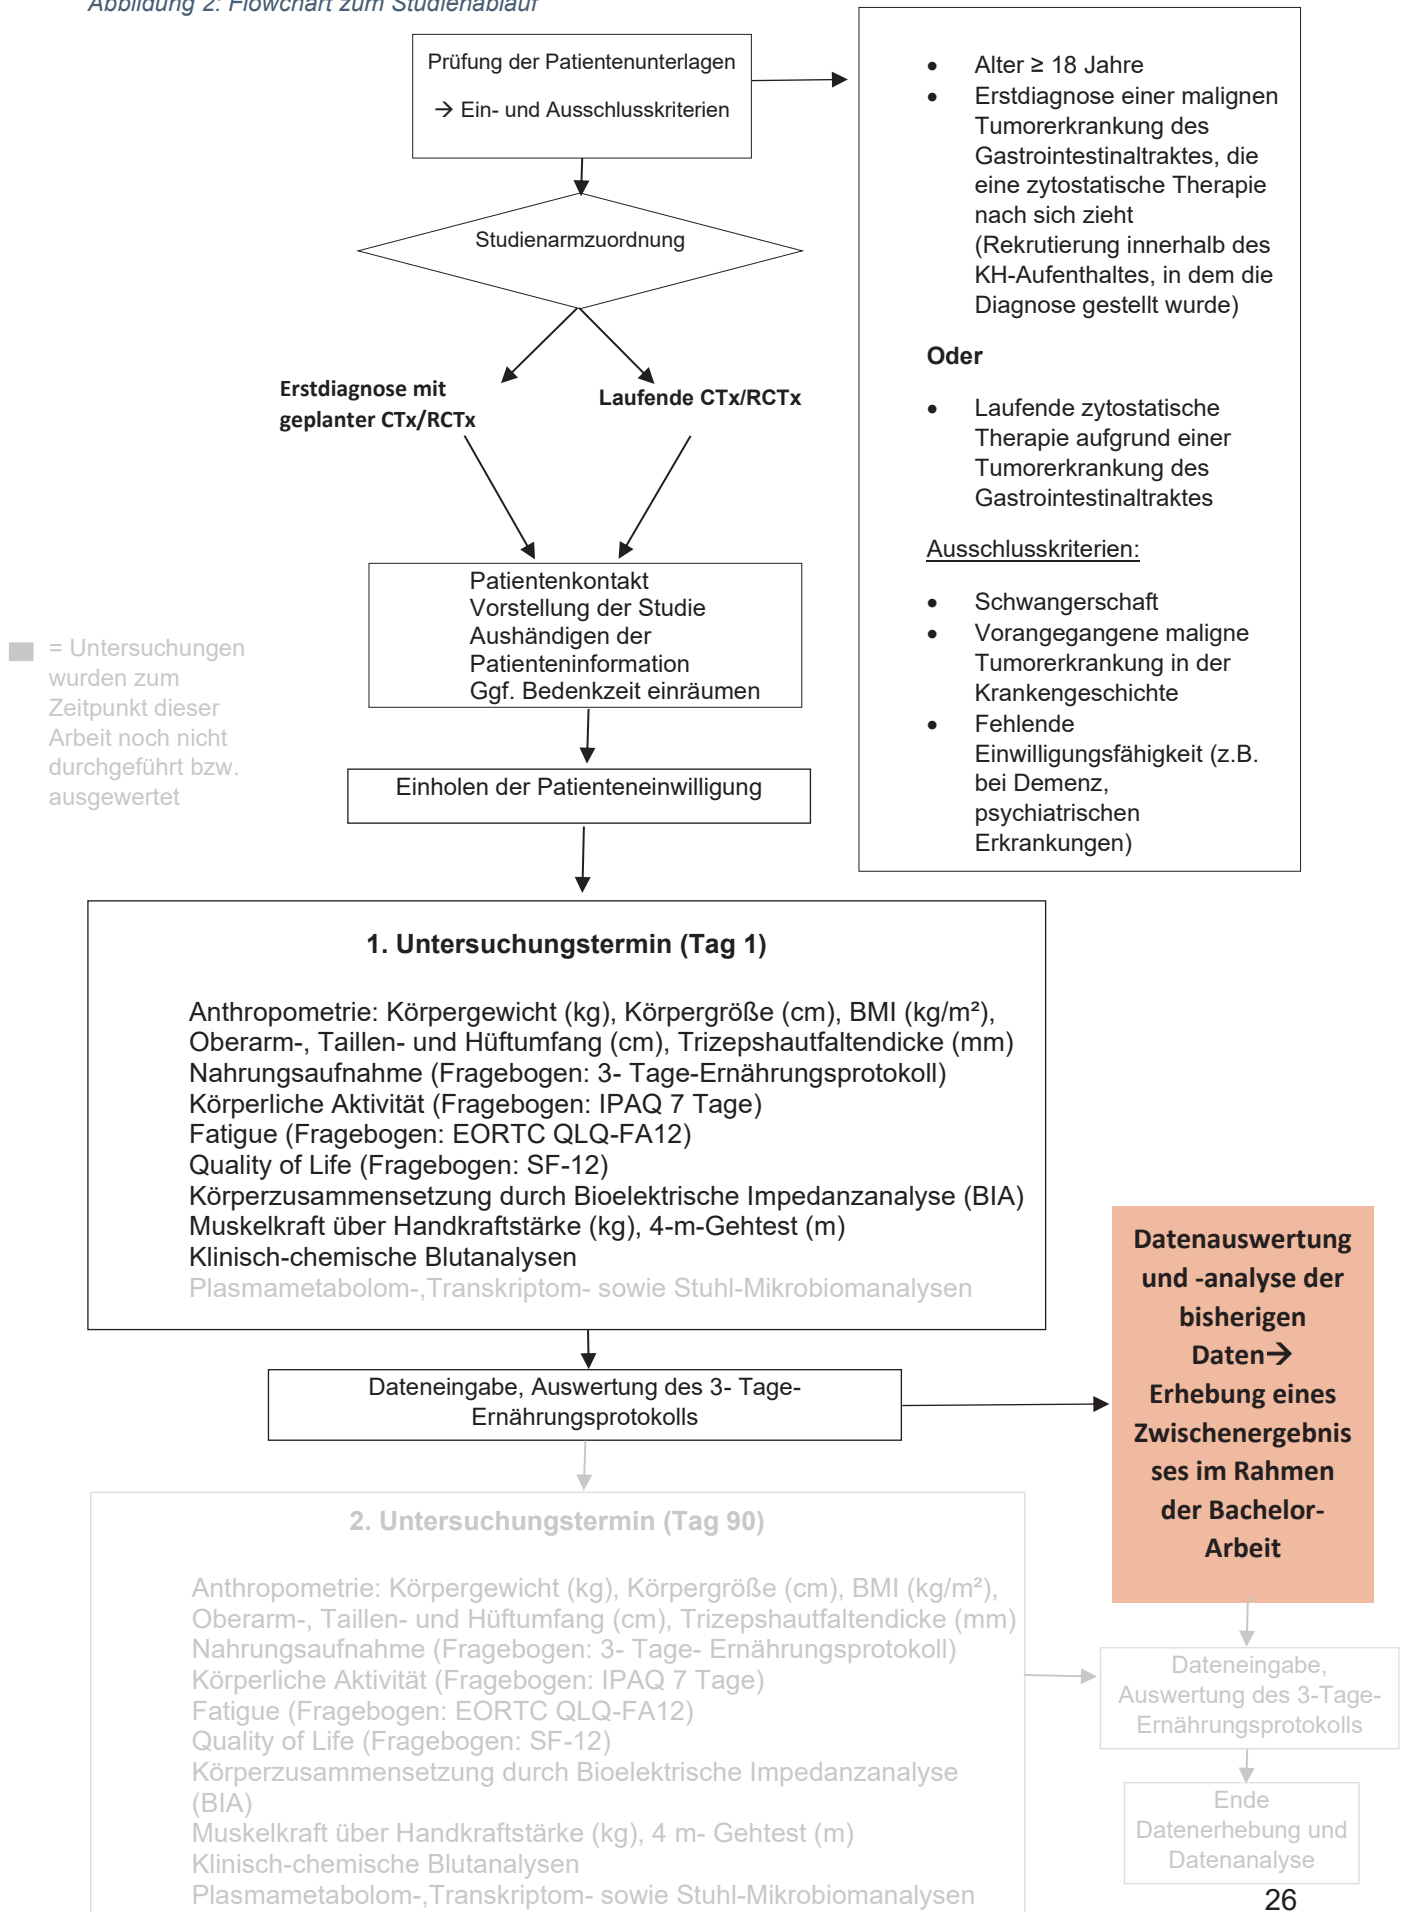 Abbildung 2: Flowchart zum Studienablauf
Prüfung der Patientenunterlagen
→ Ein- und Ausschlusskriterien
• Alter ≥ 18 Jahre
• Erstdiagnose einer malignen
Tumorerkrankung des
Gastrointestinaltraktes, die
eine zytostatische Therapie
nach sich zieht
(Rekrutierung innerhalb des
KH-Aufenthaltes, in dem die
Diagnose gestellt wurde)
Oder
• Laufende zytostatische
Therapie aufgrund einer
Tumorerkrankung des
Gastrointestinaltraktes
Ausschlusskriterien:
• Schwangerschaft
• Vorangegangene maligne
Tumorerkrankung in der
Krankengeschichte
• Fehlende
Einwilligungsfähigkeit (z.B.
bei Demenz,
psychiatrischen
Erkrankungen)
Studienarmzuordnung
Erstdiagnose mit
geplanter CTx/RCTx
Laufende CTx/RCTx
Patientenkontakt
Vorstellung der Studie
Aushändigen der
Patienteninformation
Ggf. Bedenkzeit einräumen
= Untersuchungen
wurden zum
Zeitpunkt dieser
Arbeit noch nicht
durchgeführt bzw.
ausgewertet
Einholen der Patienteneinwilligung
1. Untersuchungstermin (Tag 1)
Anthropometrie: Körpergewicht (kg), Körpergröße (cm), BMI (kg/m²),
Oberarm-, Taillen- und Hüftumfang (cm), Trizepshautfaltendicke (mm)
Nahrungsaufnahme (Fragebogen: 3- Tage-Ernährungsprotokoll)
Körperliche Aktivität (Fragebogen: IPAQ 7 Tage)
Fatigue (Fragebogen: EORTC QLQ-FA12)
Quality of Life (Fragebogen: SF-12)
Körperzusammensetzung durch Bioelektrische Impedanzanalyse (BIA)
Muskelkraft über Handkraftstärke (kg), 4-m-Gehtest (m)
Klinisch-chemische Blutanalysen
Plasmametabolom-,Transkriptom- sowie Stuhl-Mikrobiomanalysen
Dateneingabe, Auswertung des 3- Tage-
Ernährungsprotokolls
Datenauswertung
und -analyse der
bisherigen
Daten→
Erhebung eines
Zwischenergebnis
ses im Rahmen
der Bachelor-
Arbeit
2. Untersuchungstermin (Tag 90)
Anthropometrie: Körpergewicht (kg), Körpergröße (cm), BMI (kg/m²),
Oberarm-, Taillen- und Hüftumfang (cm), Trizepshautfaltendicke (mm)
Nahrungsaufnahme (Fragebogen: 3- Tage- Ernährungsprotokoll)
Körperliche Aktivität (Fragebogen: IPAQ 7 Tage)
Fatigue (Fragebogen: EORTC QLQ-FA12)
Quality of Life (Fragebogen: SF-12)
Körperzusammensetzung durch Bioelektrische Impedanzanalyse
(BIA)
Muskelkraft über Handkraftstärke (kg), 4 m- Gehtest (m)
Klinisch-chemische Blutanalysen
Plasmametabolom-,Transkriptom- sowie Stuhl-Mikrobiomanalysen
Dateneingabe,
Auswertung des 3-Tage-
Ernährungsprotokolls
Ende
Datenerhebung und
Datenanalyse
26